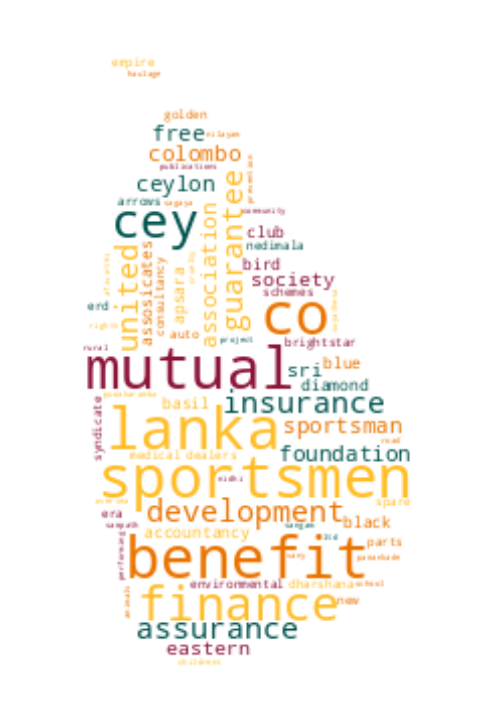 empire
haulage
golden
free
colombo
publications
ceylon
arrows
cey
community
club
nedimala
guarantee
association
united
assosicates
consultancy
apsara
bird
society
schemes
erd
rights
co
auto
project
rural
brightstar
mutual
sri
blue
diamond
basil
insurance
syndicate
lanka
sportsman
road
foundation
medical dealers
sportsmen
nidhi
spare
era
development
black
sampath
sangam
accountancy
ltd
parts
benefit
environmental
dharshana
school
finance
new
assurance
eastern